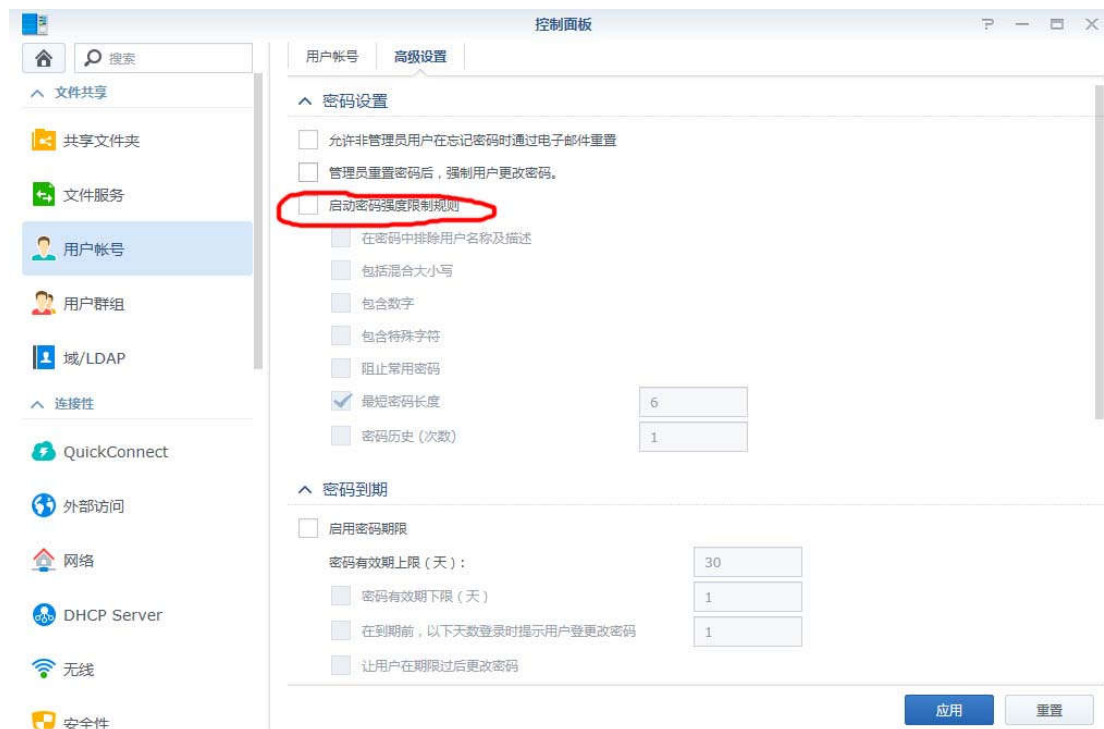 控制面板
搜索
用户帐号 高级设置
文件共享
共享文件夹
文件服务
用户帐号
用户群组
域/LDAP
连接性
QuickConnect
外部访问
网络
DHCP Server
无线
安全性
密码设置
允许非管理员用户在忘记密码时通过电子邮件重置
管理员重置密码后，强制用户更改密码。
启动密码强度限制规则
在密码中排除用户名称及描述
包括混合大小写
包含数字
包含特殊字符
阻止常用密码
最短密码长度 6
密码历史 (次数) 1
密码到期
启用密码期限
密码有效期上限（天）: 30
密码有效期下限（天） 1
在到期前，以下天数登录时提示用户登更改密码 1
让用户在期限过后更改密码
应用 重置